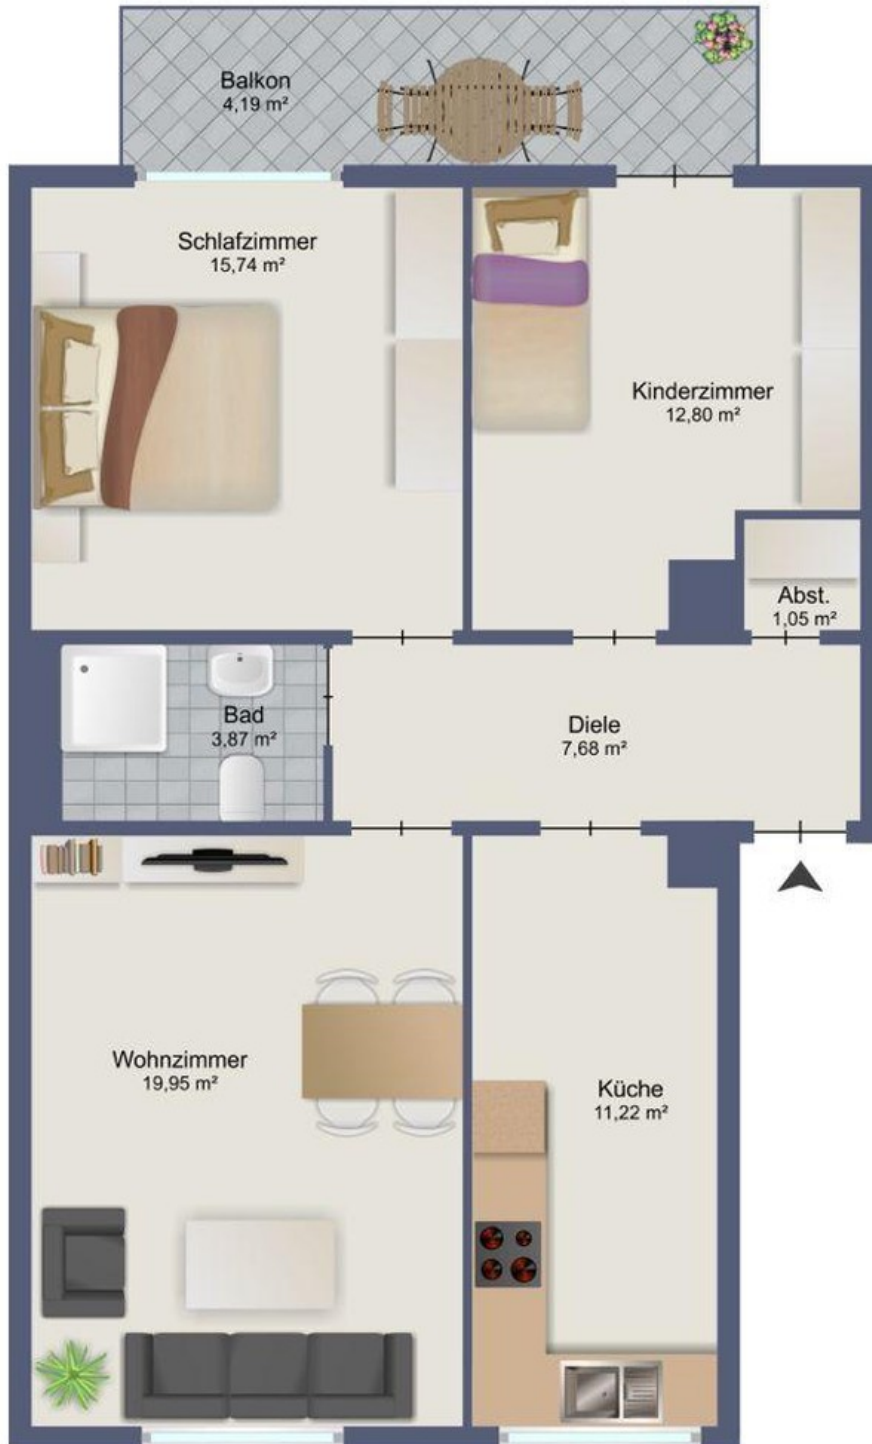 Balkon
4,19 m²
Schlafzimmer
15,74 m²
Kinderzimmer
12,80 m²
Abst.
1,05 m²
Bad
3,87 m²
Diele
7,68 m²
Wohnzimmer
19,95 m²
Küche
11,22 m²